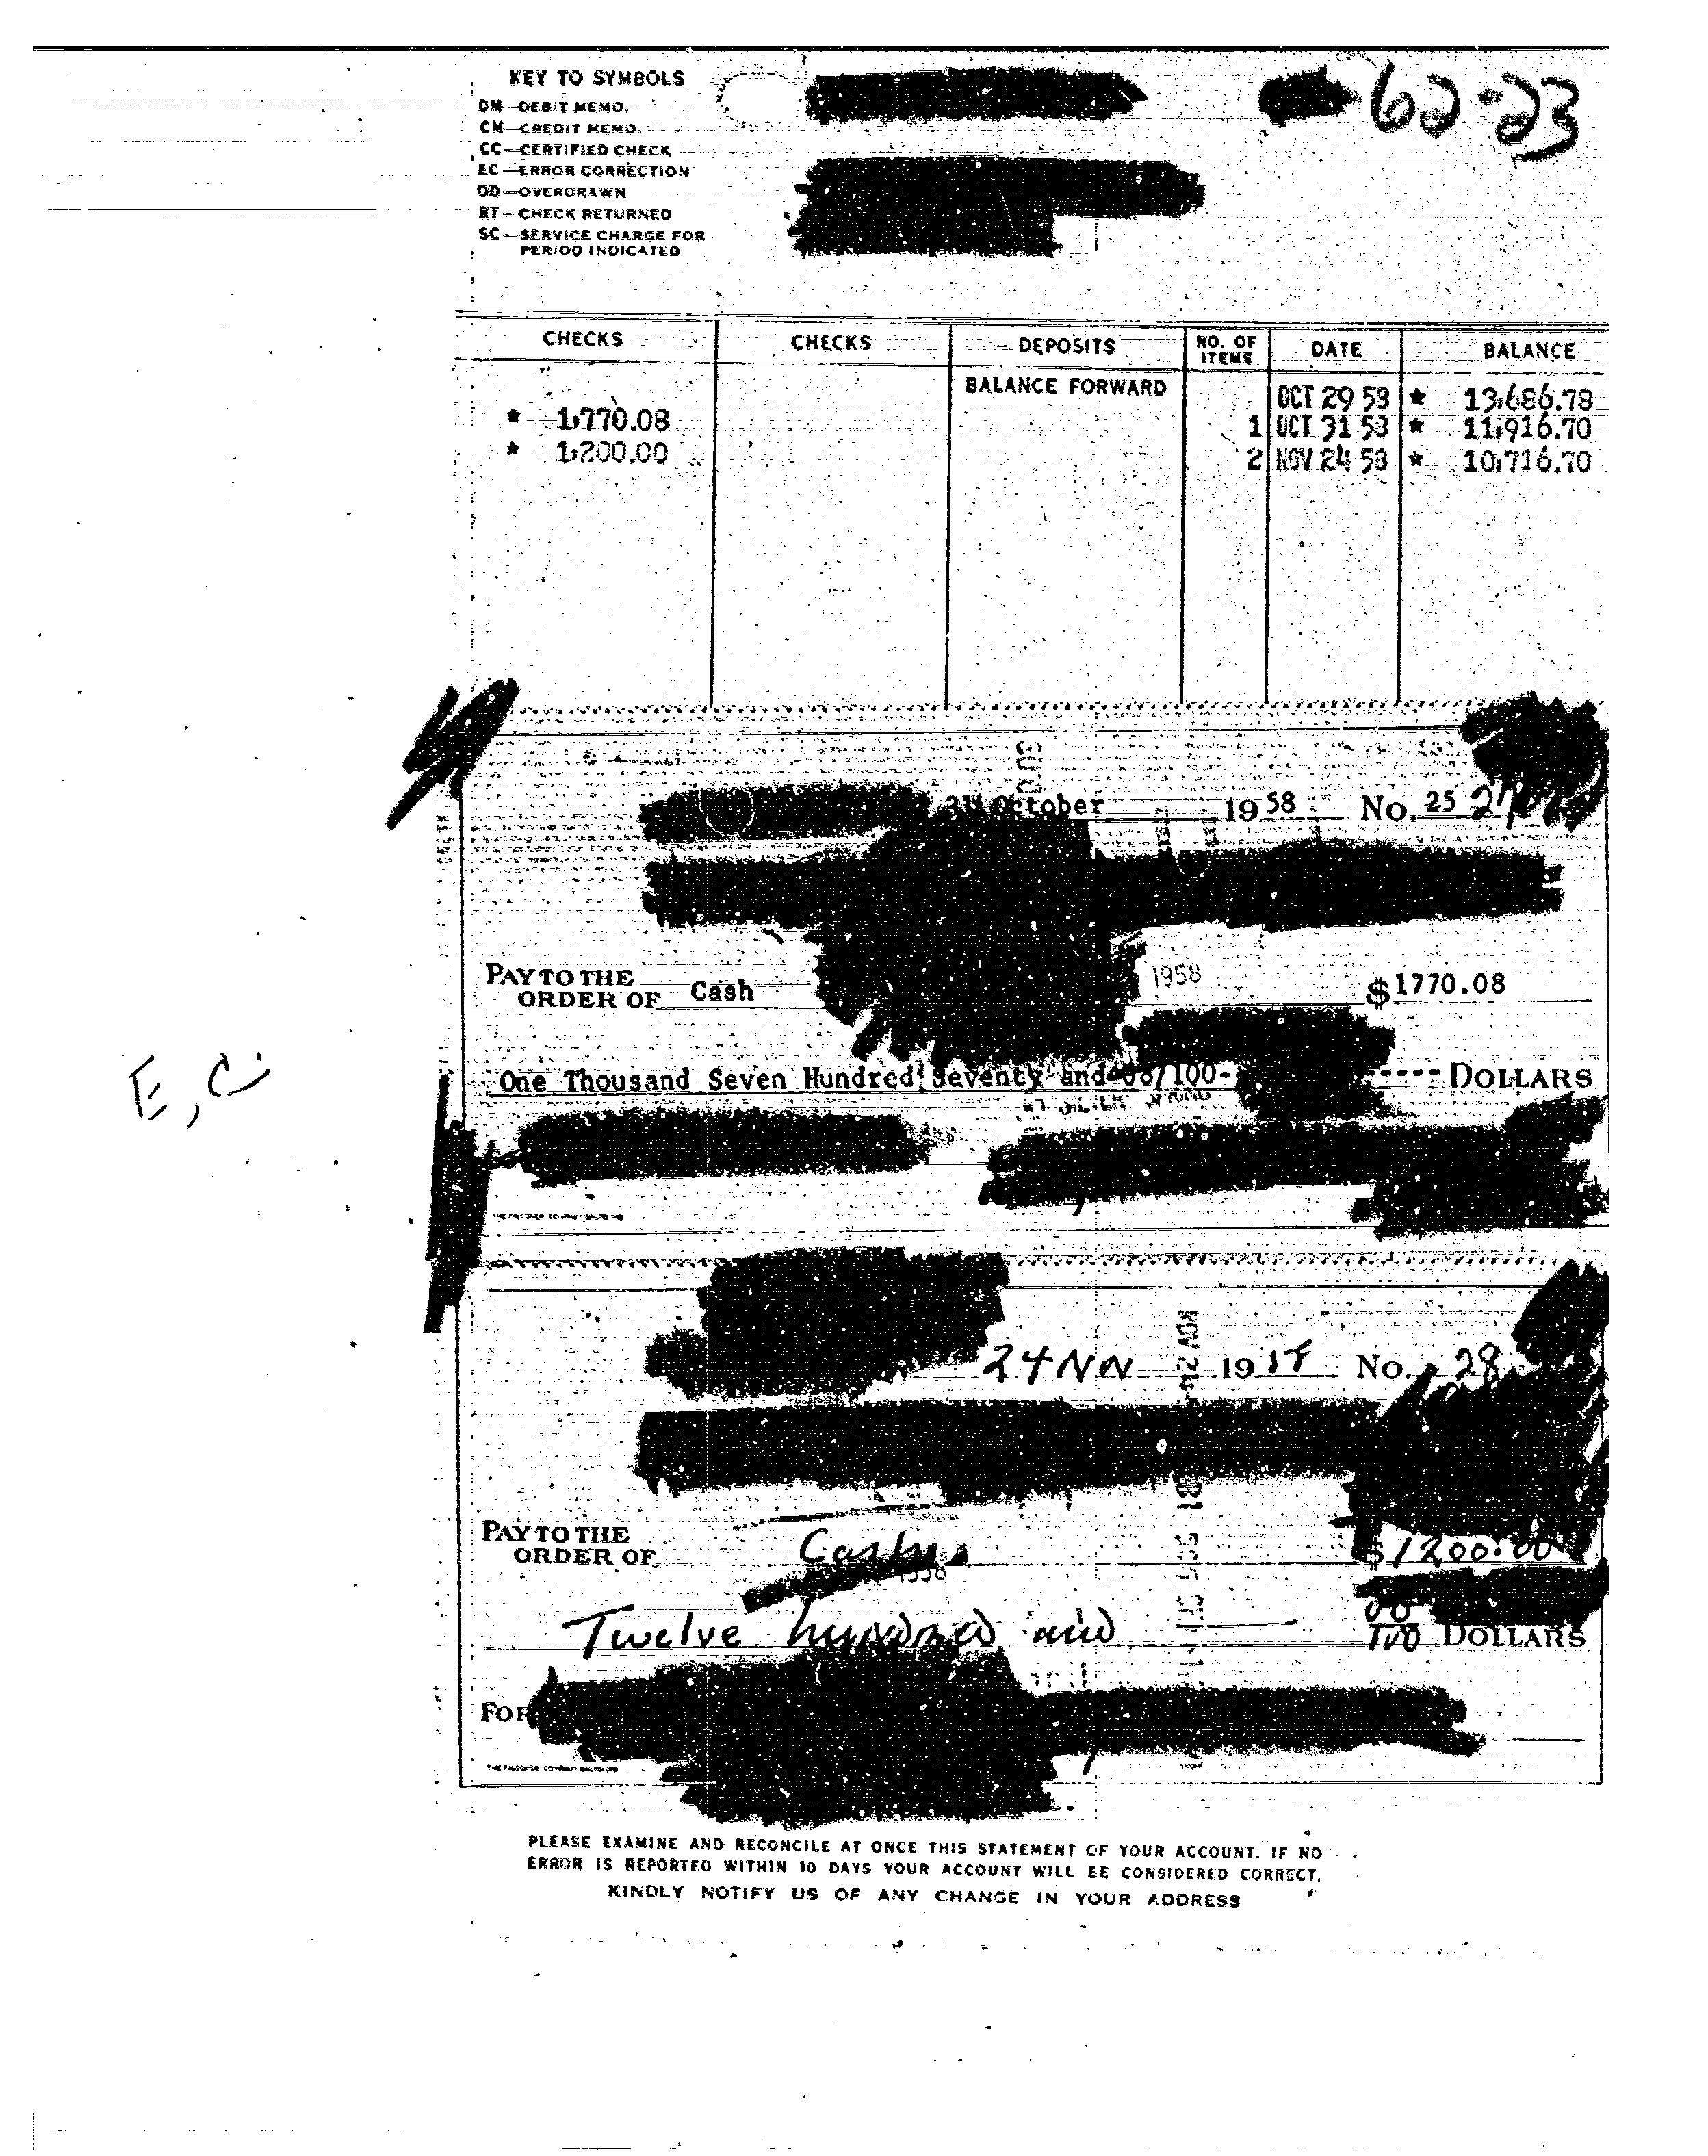 62-23
KEY TO SYMBOLS
DM—DEBIT MEMO.
CM—CREDIT MEMO.
CC—CERTIFIED CHECK
EC—ERROR CORRECTION
OD—OVERDRAWN
RT—CHECK RETURNED
SC—SERVICE CHARGE FOR
PERIOD INDICATED
CHECKS CHECKS DEPOSITS NO. OF ITEMS DATE BALANCE
BALANCE FORWARD OCT 29 58 * 13,686.78
* 1,770.08 1 OCT 31 58 * 11,916.70
* 1,200.00 2 NOV 24 58 * 10,716.70
October 19 58 No. 25 27
PAY TO THE
ORDER OF Cash 1958 $1770.08
One Thousand Seven Hundred Seventy and 08/100- ---- DOLLARS
E, C
24 Nov 19 58 No. 28
PAY TO THE
ORDER OF Cash $1200.00
Twelve hundred and 00/100 DOLLARS
FOR
PLEASE EXAMINE AND RECONCILE AT ONCE THIS STATEMENT OF YOUR ACCOUNT. IF NO
ERROR IS REPORTED WITHIN 10 DAYS YOUR ACCOUNT WILL BE CONSIDERED CORRECT.
KINDLY NOTIFY US OF ANY CHANGE IN YOUR ADDRESS